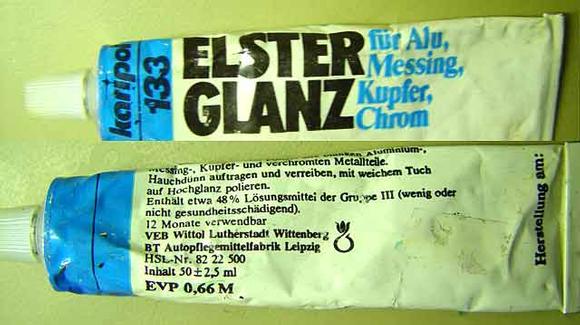 karipol
133
ELSTER
GLANZ
für Alu,
Messing,
Kupfer,
Chrom
blinken Aluminium-,
Messing-, Kupfer- und verchromten Metallteile.
Hauchdünn auftragen und verreiben, mit weichem Tuch
auf Hochglanz polieren.
Enthält etwa 48 % Lösungsmittel der Gruppe III (wenig oder
nicht gesundheitsschädigend).
12 Monate verwendbar
VEB Wittol Lutherstadt Wittenberg
BT Autopflegemittelfabrik Leipzig
HSL-Nr. 82 22 500
Inhalt 50 ± 2,5 ml
EVP 0,66 M
Herstellung am: